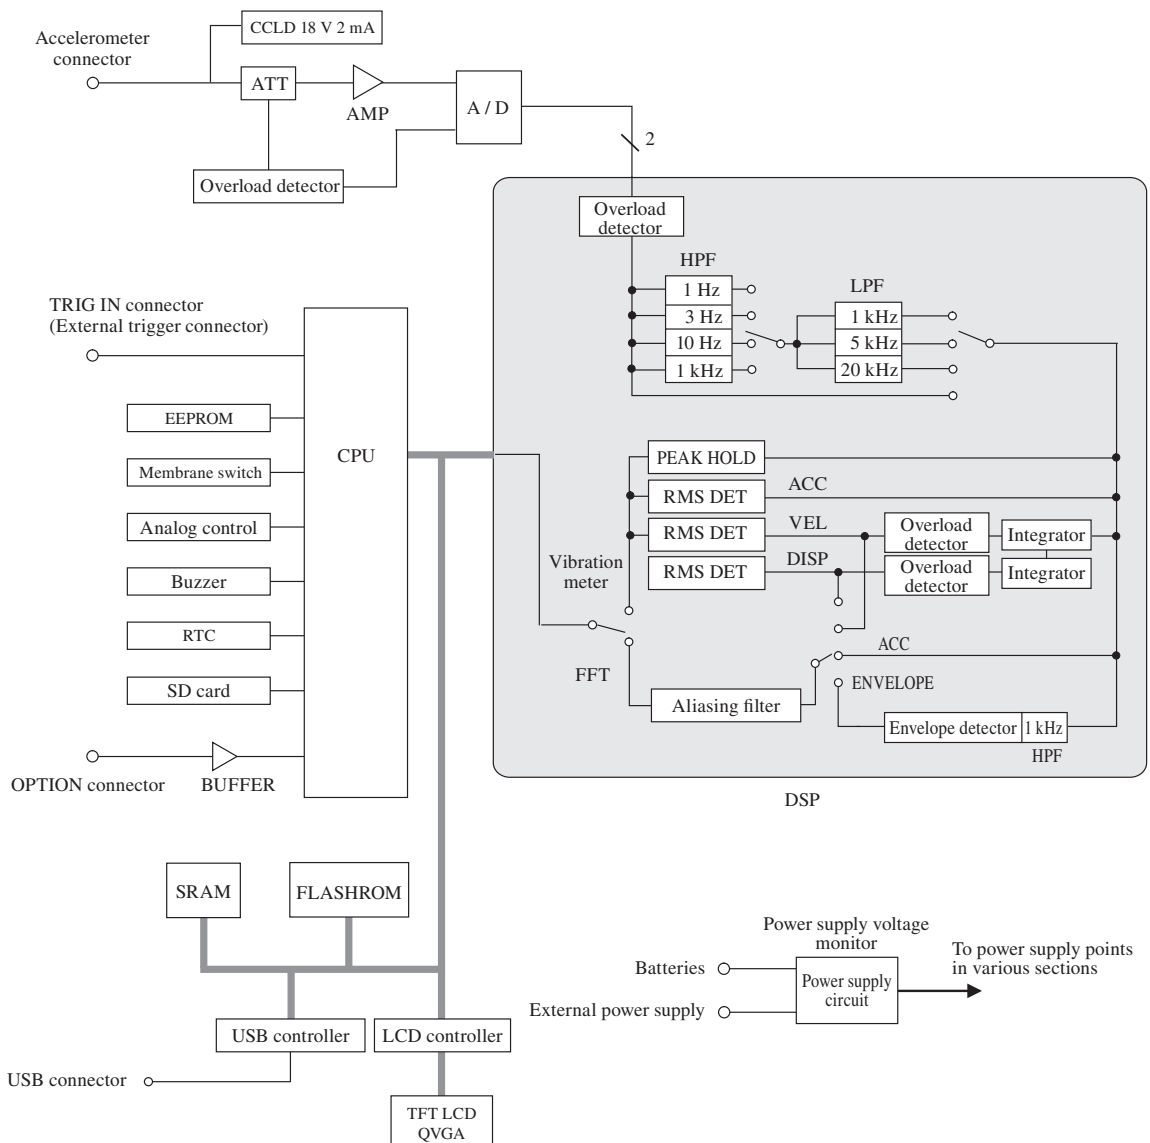 CCLD 18 V 2 mA
Accelerometer
connector
ATT
AMP
A / D
2
Overload detector
Overload
detector
HPF
1 Hz
3 Hz
10 Hz
1 kHz
LPF
1 kHz
5 kHz
20 kHz
TRIG IN connector
(External trigger connector)
EEPROM
Membrane switch
Analog control
Buzzer
RTC
SD card
CPU
OPTION connector
BUFFER
PEAK HOLD
RMS DET
ACC
RMS DET
VEL
Overload
detector
Integrator
RMS DET
DISP
Overload
detector
Integrator
Vibration
meter
FFT
ACC
ENVELOPE
Aliasing filter
Envelope detector
1 kHz
HPF
DSP
SRAM
FLASHROM
USB controller
LCD controller
USB connector
TFT LCD
QVGA
Power supply voltage
monitor
Batteries
External power supply
Power supply
circuit
To power supply points
in various sections